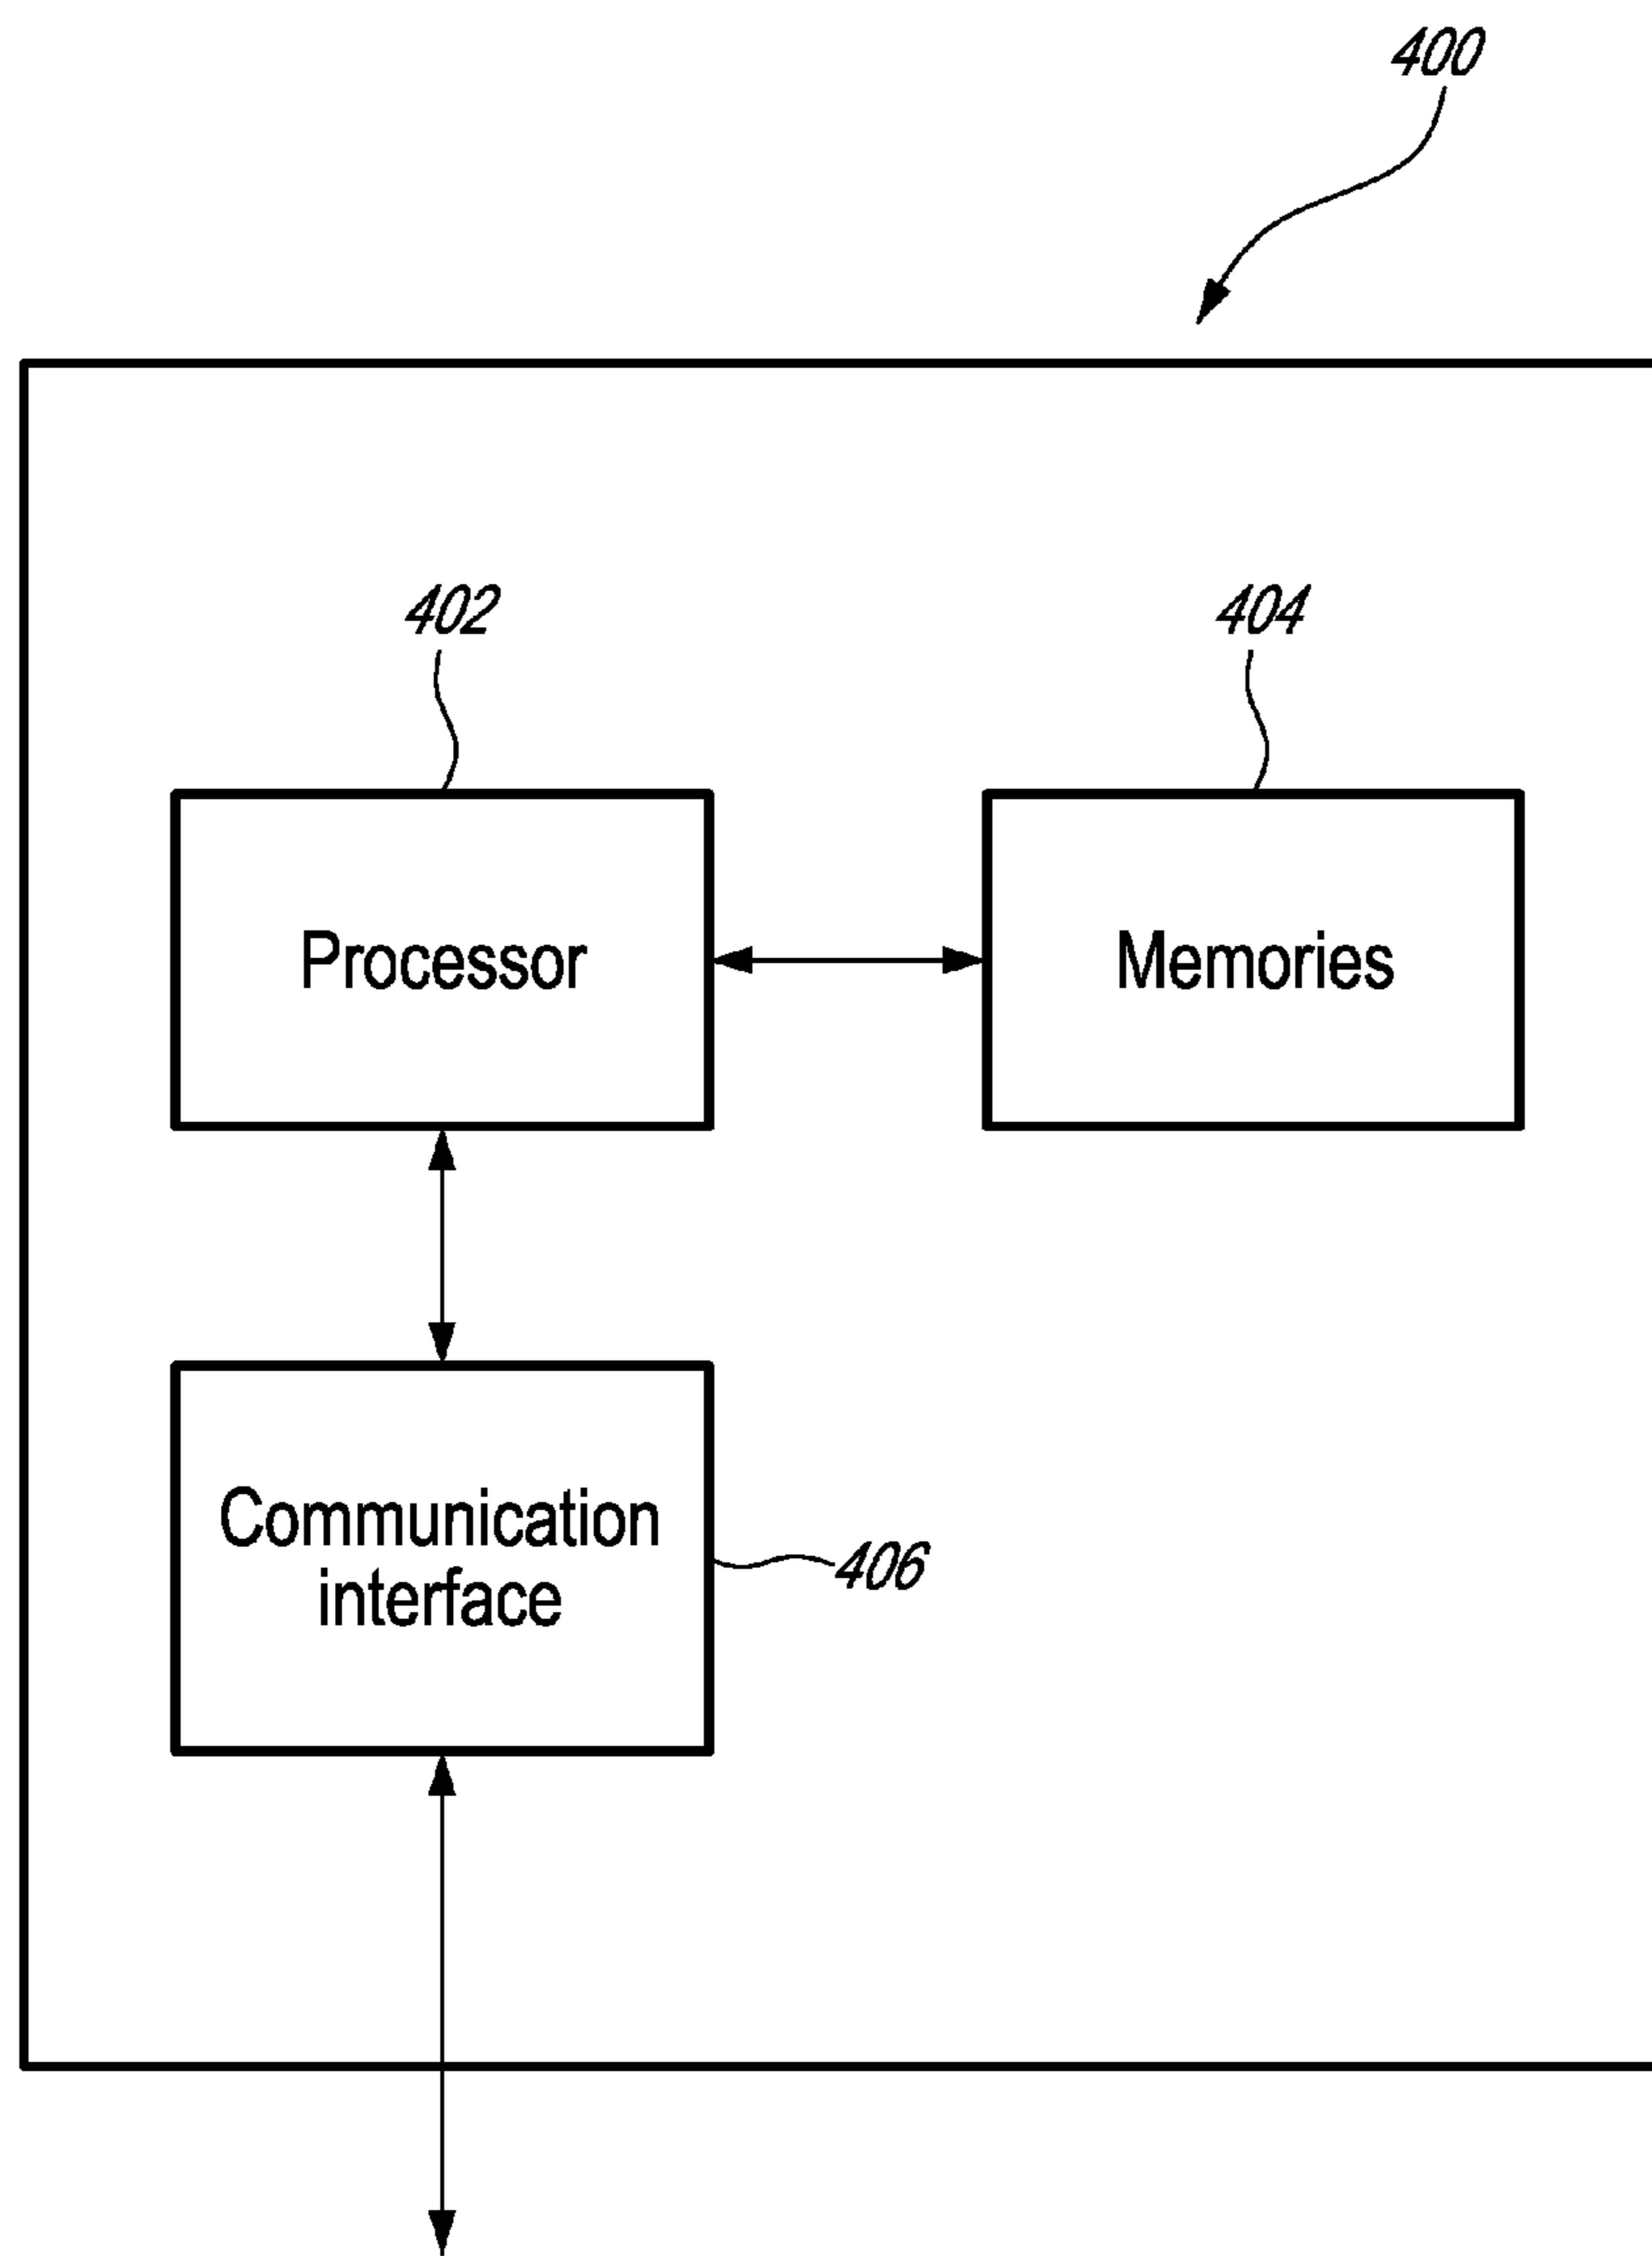 400
402
404
Processor
Memories
Communication
interface
406